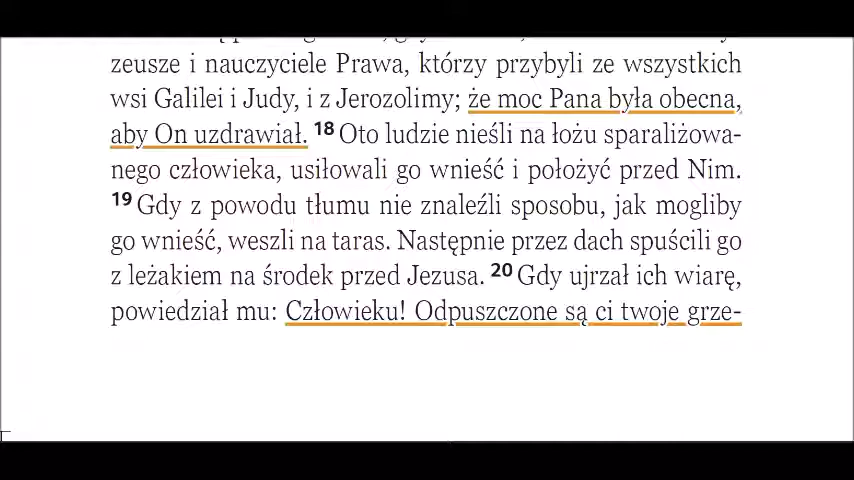 zeusze i nauczyciele Prawa, którzy przybyli ze wszystkich
wsi Galilei i Judy, i z Jerozolimy; że moc Pana była obecna,
aby On uzdrawiał. 18 Oto ludzie nieśli na łożu sparaliżowa-
nego człowieka, usiłowali go wnieść i położyć przed Nim.
19 Gdy z powodu tłumu nie znaleźli sposobu, jak mogliby
go wnieść, weszli na taras. Następnie przez dach spuścili go
z leżakiem na środek przed Jezusa. 20 Gdy ujrzał ich wiarę,
powiedział mu: Człowieku! Odpuszczone są ci twoje grze-